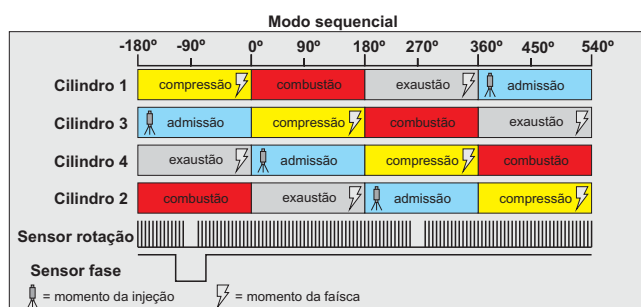 Modo sequencial
-180º -90º 0º 90º 180º 270º 360º 450º 540º
Cilindro 1 compressão combustão exaustão admissão
Cilindro 3 admissão compressão combustão exaustão
Cilindro 4 exaustão admissão compressão combustão
Cilindro 2 combustão exaustão admissão compressão
Sensor rotação
Sensor fase
= momento da injeção = momento da faísca